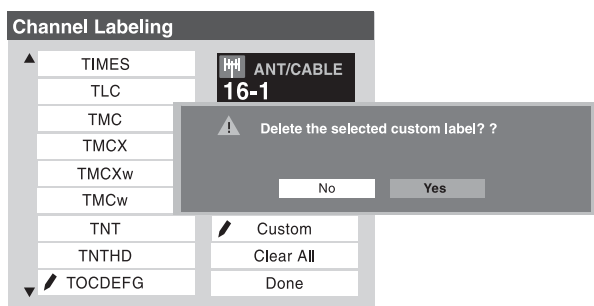 Channel Labeling
TIMES
TLC
TMC
TMCX
TMCXw
TMCw
TNT
TNTHD
TOCDEFG
ANT/CABLE
16-1
Delete the selected custom label? ?
No
Yes
Custom
Clear All
Done